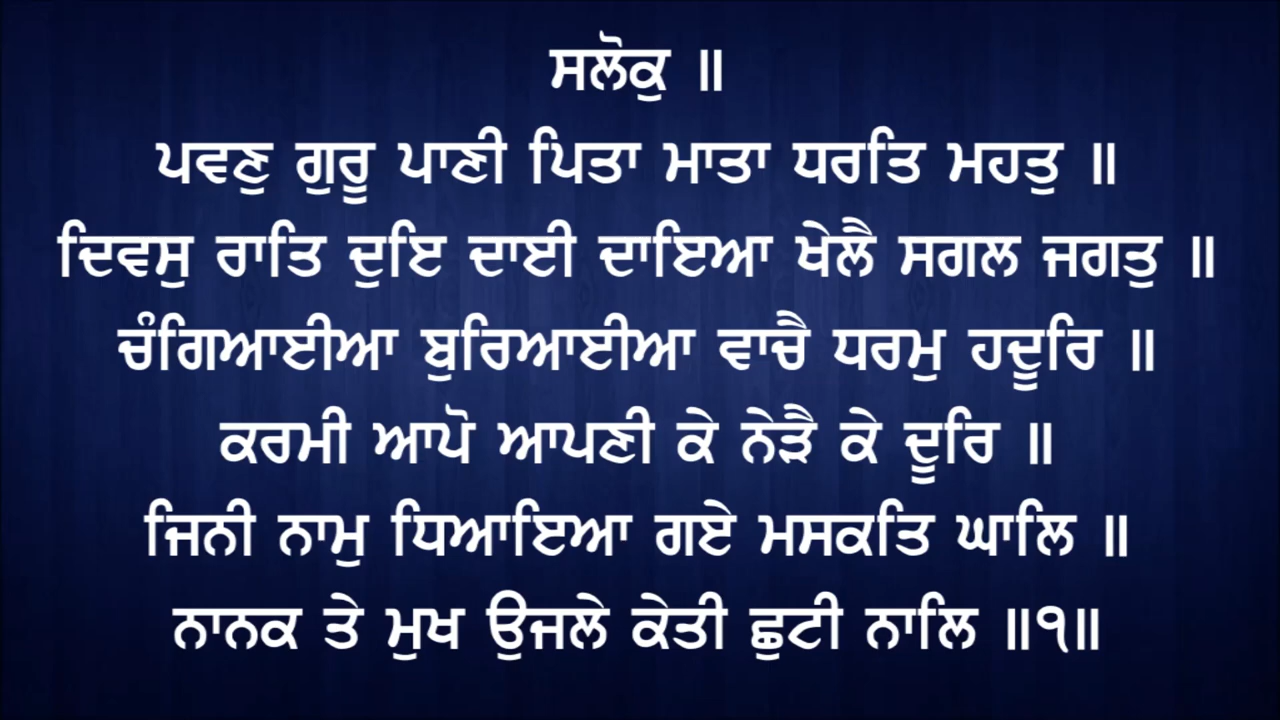 ਸਲੋਕੁ ॥
ਪਵਣੁ ਗੁਰੂ ਪਾਣੀ ਪਿਤਾ ਮਾਤਾ ਧਰਤਿ ਮਹਤੁ ॥
ਦਿਵਸੁ ਰਾਤਿ ਦੁਇ ਦਾਈ ਦਾਇਆ ਖੇਲੈ ਸਗਲ ਜਗਤੁ ॥
ਚੰਗਿਆਈਆ ਬੁਰਿਆਈਆ ਵਾਚੈ ਧਰਮੁ ਹਦੂਰਿ ॥
ਕਰਮੀ ਆਪੋ ਆਪਣੀ ਕੇ ਨੇੜੈ ਕੇ ਦੂਰਿ ॥
ਜਿਨੀ ਨਾਮੁ ਧਿਆਇਆ ਗਏ ਮਸਕਤਿ ਘਾਲਿ ॥
ਨਾਨਕ ਤੇ ਮੁਖ ਉਜਲੇ ਕੇਤੀ ਛੁਟੀ ਨਾਲਿ ॥੧॥